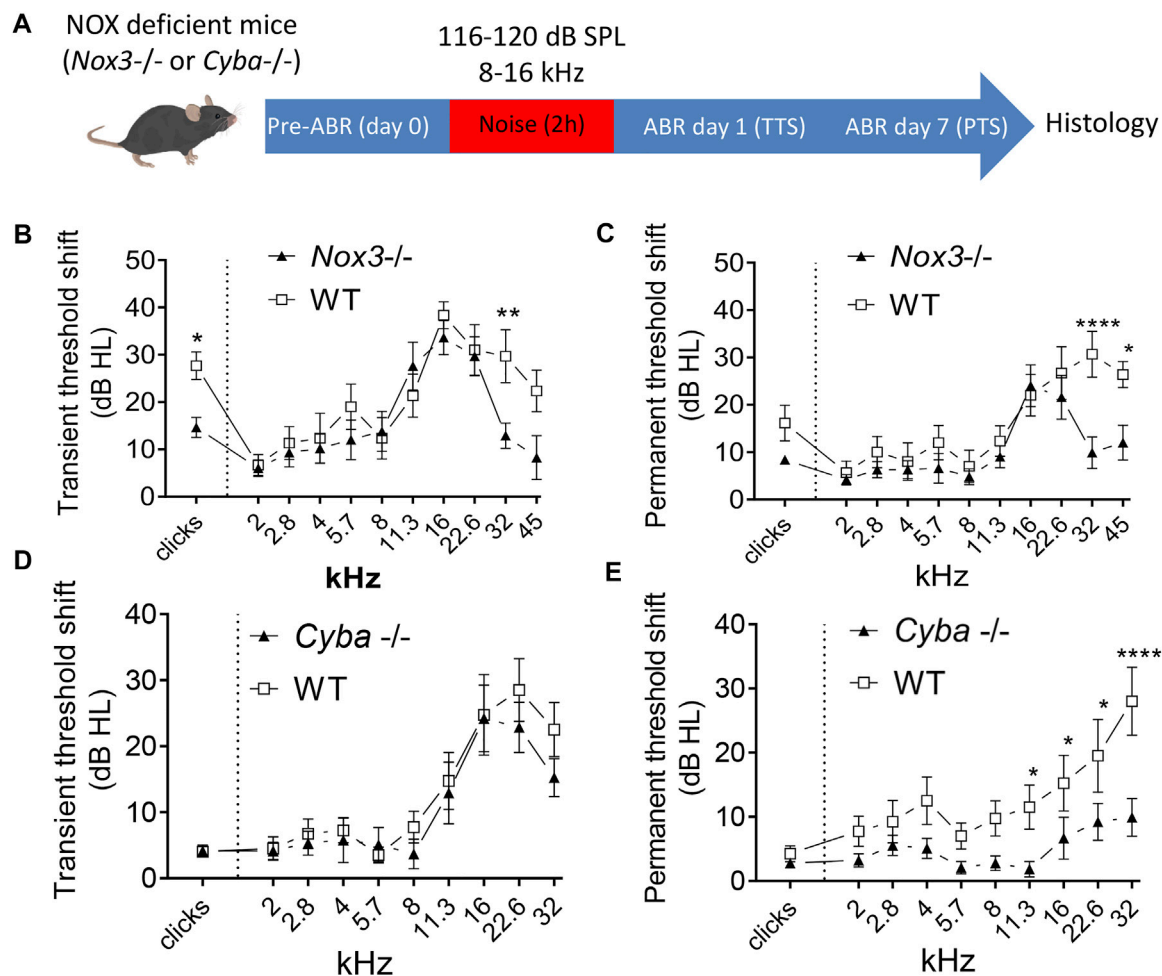 A
NOX deficient mice
(Nox3-/- or Cyba-/-)
116-120 dB SPL
8-16 kHz
Pre-ABR (day 0)
Noise (2h)
ABR day 1 (TTS)
ABR day 7 (PTS)
Histology
B
Transient threshold shift
(dB HL)
50
40
30
20
10
0
Nox3-/-
WT
*
**
clicks
2
2.8
4
5.7
8
11.3
16
22.6
32
45
kHz
C
Permanent threshold shift
(dB HL)
50
40
30
20
10
0
Nox3-/-
WT
****
*
clicks
2
2.8
4
5.7
8
11.3
16
22.6
32
45
kHz
D
Transient threshold shift
(dB HL)
40
30
20
10
0
Cyba -/-
WT
clicks
2
2.8
4
5.7
8
11.3
16
22.6
32
kHz
E
Permanent threshold shift
(dB HL)
40
30
20
10
0
Cyba -/-
WT
*
*
*
****
clicks
2
2.8
4
5.7
8
11.3
16
22.6
32
kHz